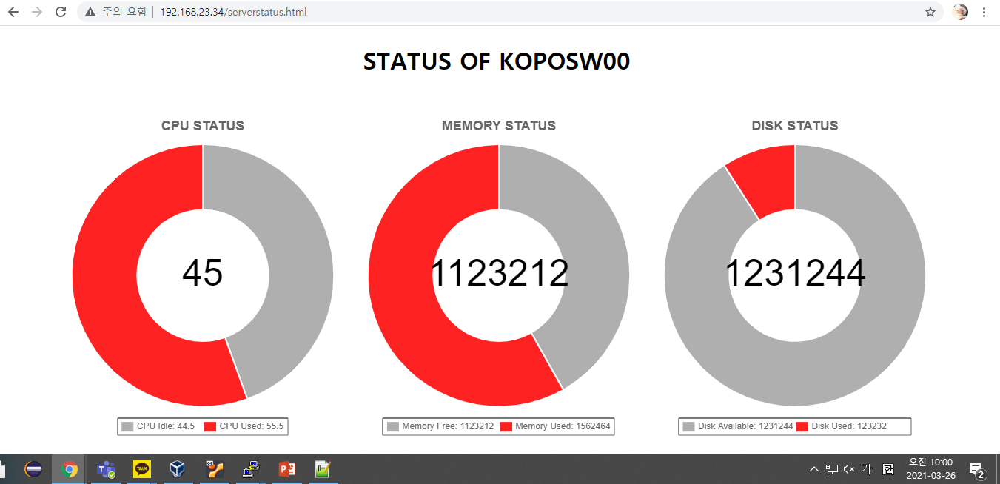 주의 요함 192.168.23.34/serverstatus.html
STATUS OF KOPOSW00
CPU STATUS
MEMORY STATUS
DISK STATUS
45
1123212
1231244
CPU Idle: 44.5 CPU Used: 55.5
Memory Free: 1123212 Memory Used: 1562464
Disk Available: 1231244 Disk Used: 123232
TALK
가
한
오전 10:00
2021-03-26
2